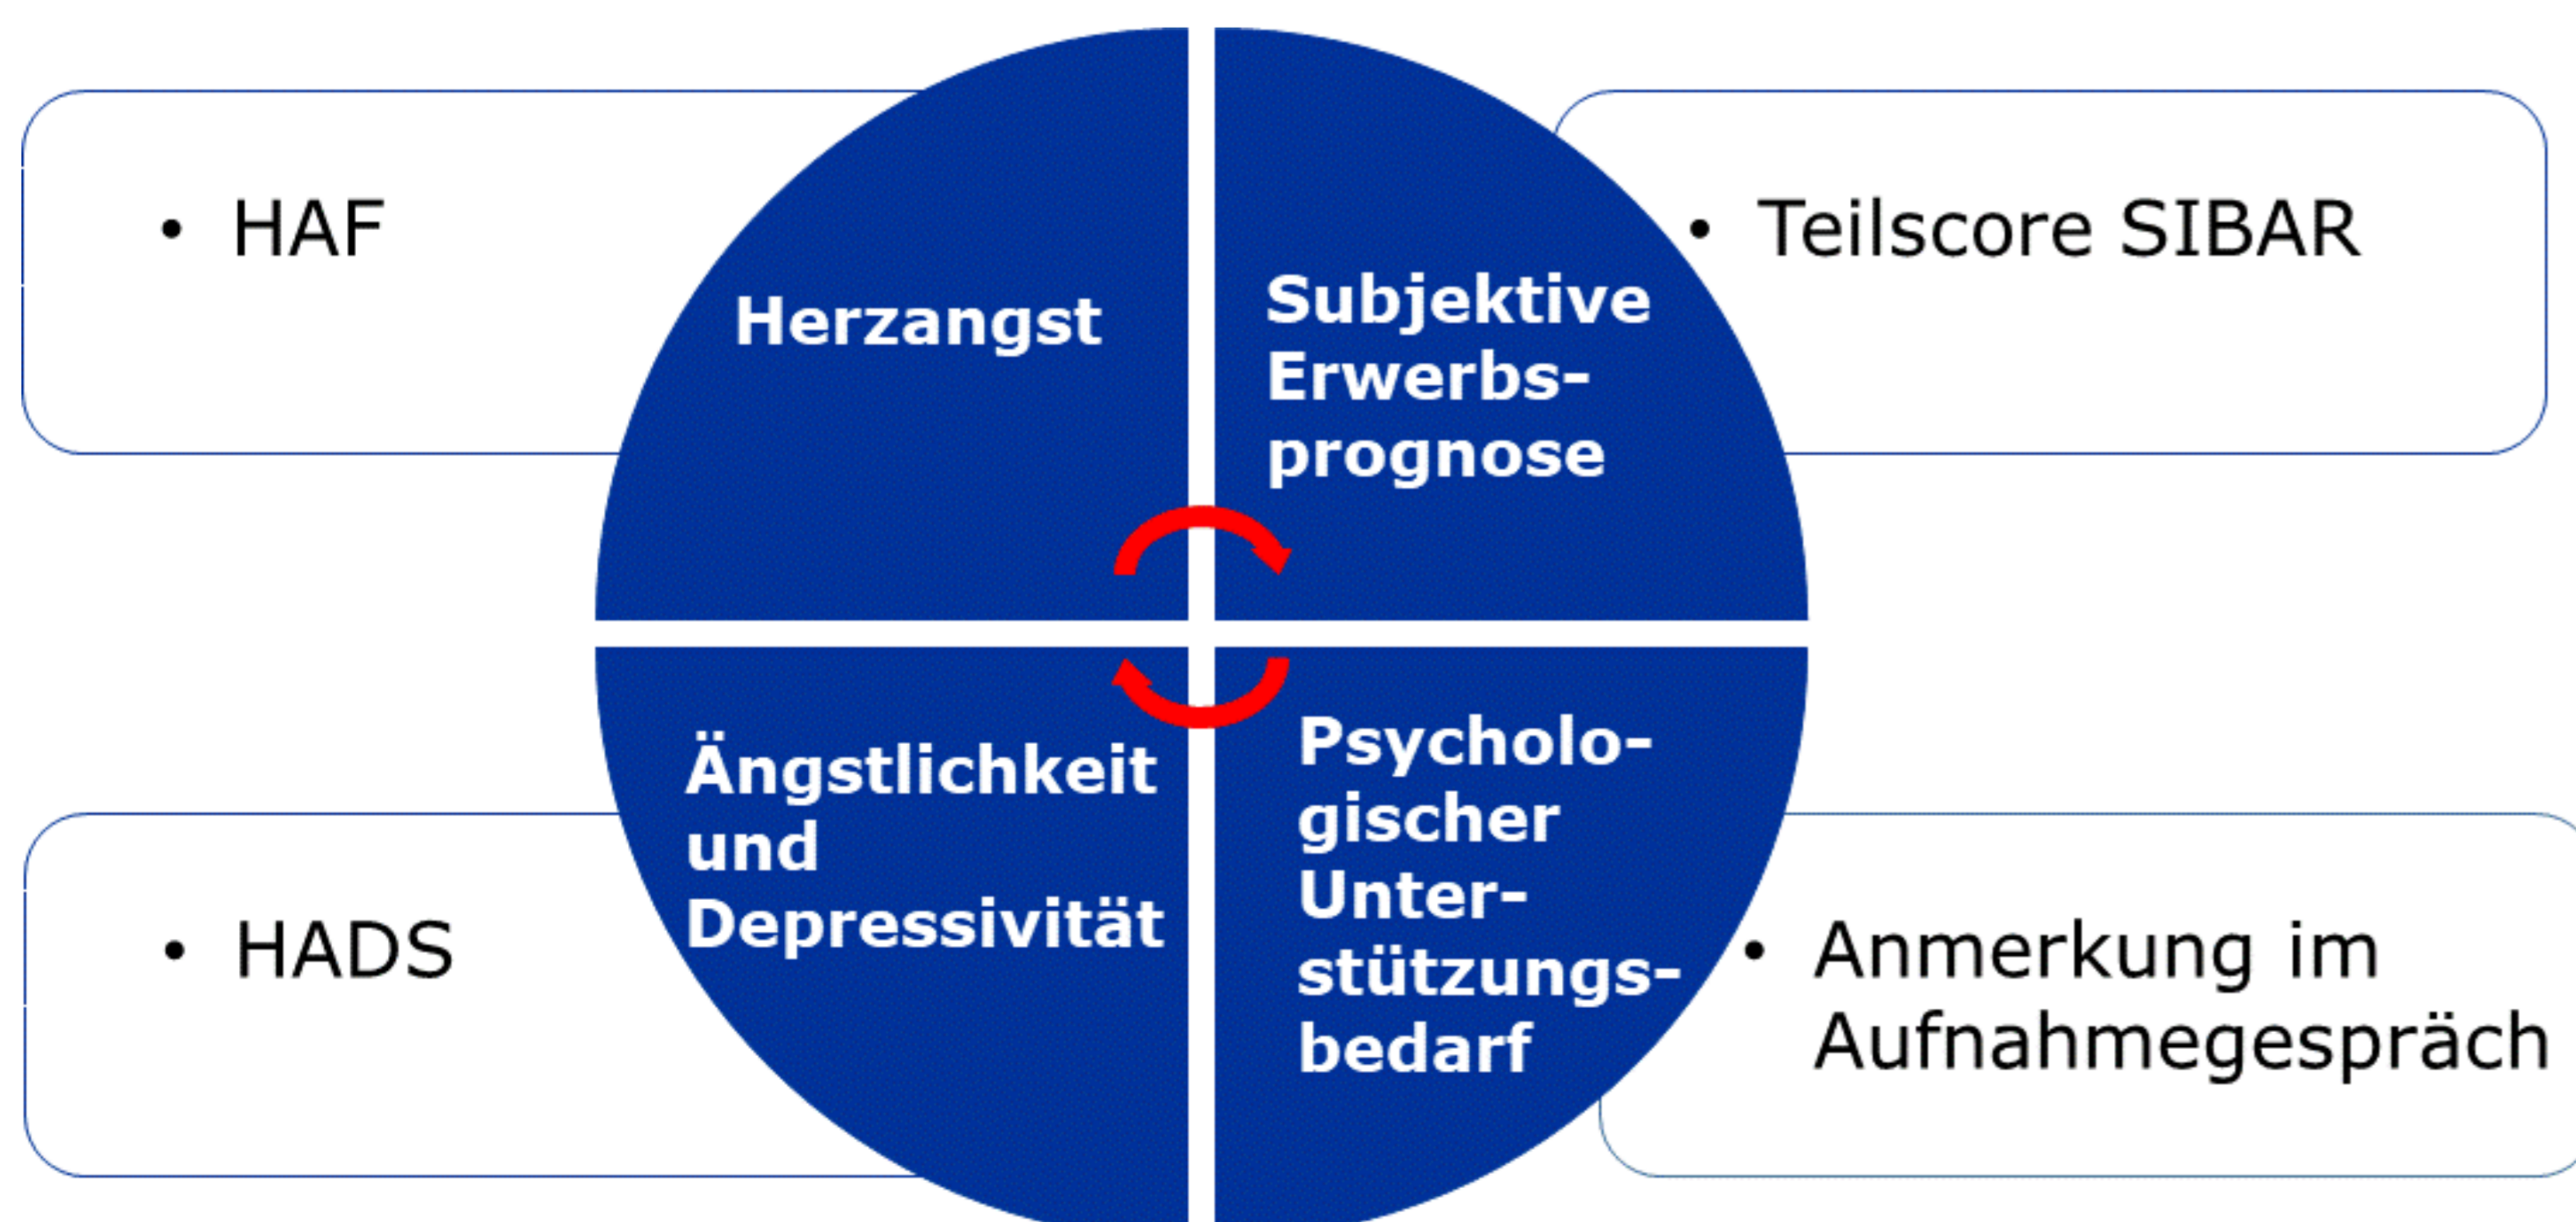 • HAF
Herzangst
Subjektive
Erwerbs-
prognose
• Teilscore SIBAR
• HADS
Ängstlichkeit
und
Depressivität
Psycholo-
gischer
Unter-
stützungs-
bedarf
• Anmerkung im
Aufnahmegespräch